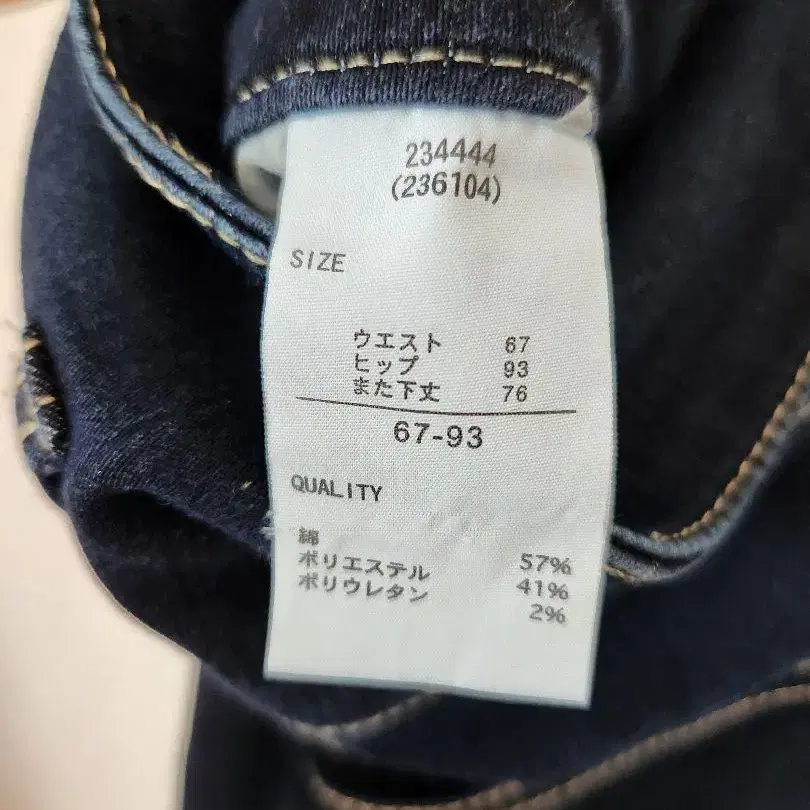 234444
(236104)
SIZE
ウエスト 67
ヒップ 93
また下丈 76
67-93
QUALITY
綿 57%
ポリエステル 41%
ポリウレタン 2%